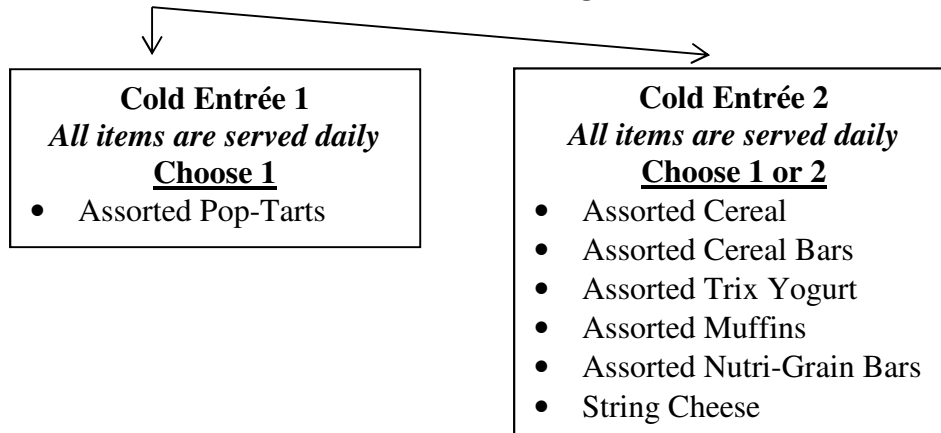 Cold Entrée 1
All items are served daily
Choose 1
• Assorted Pop-Tarts
Cold Entrée 2
All items are served daily
Choose 1 or 2
• Assorted Cereal
• Assorted Cereal Bars
• Assorted Trix Yogurt
• Assorted Muffins
• Assorted Nutri-Grain Bars
• String Cheese